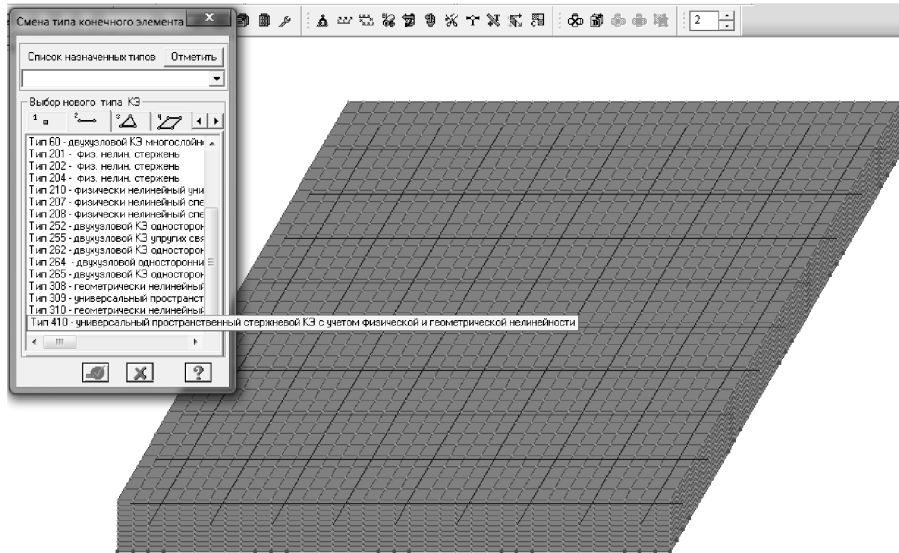 Смена типа конечного элемента
X
2
Список назначенных типов
Отметить
Выбор нового типа КЭ
1 2 3 4
Тип 60 - двухузловой КЭ многослойн
Тип 201 - физ. нелин. стержень
Тип 202 - физ. нелин. стержень
Тип 204 - физ. нелин. стержень
Тип 210 - физически нелинейный уни
Тип 207 - физически нелинейный спе
Тип 208 - физически нелинейный спе
Тип 252 - двухузловой КЭ односторон
Тип 255 - двухузловой КЭ упругих свя
Тип 262 - двухузловой КЭ односторон
Тип 264 - двухузловой односторонни
Тип 265 - двухузловой КЭ односторон
Тип 308 - геометрически нелинейный
Тип 309 - универсальный пространст
Тип 310 - геометрически нелинейный
Тип 410 - универсальный пространственный стержневой КЭ с учетом физической и геометрической нелинейности
?